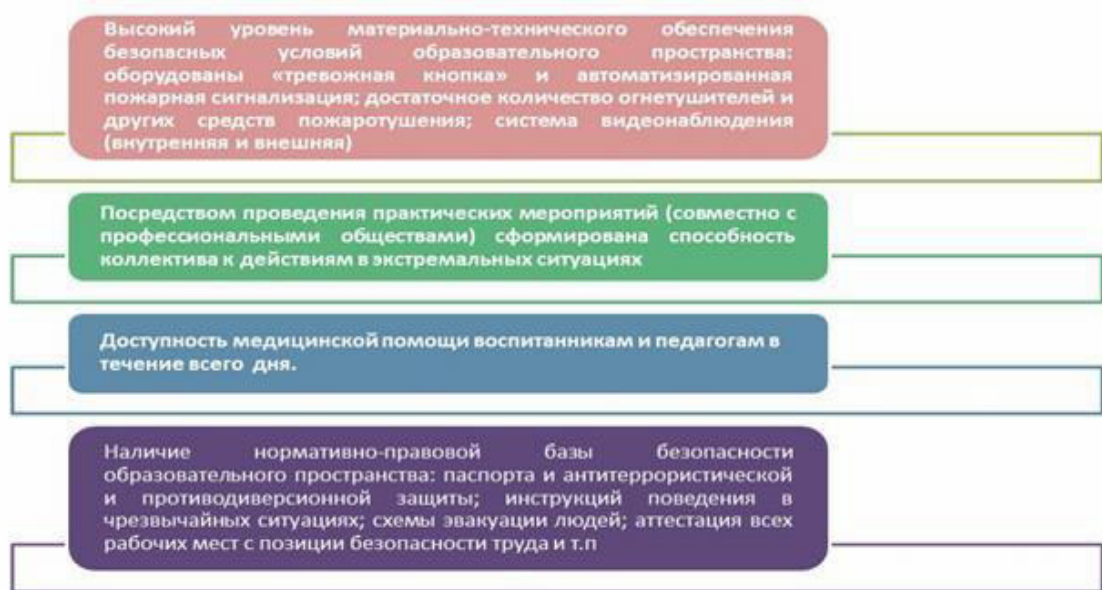 Высокий уровень материально-технического обеспечения
безопасных условий образовательного пространства:
оборудованы «тревожная кнопка» и автоматизированная
пожарная сигнализация; достаточное количество огнетушителей и
других средств пожаротушения; система видеонаблюдения
(внутренняя и внешняя)
Посредством проведения практических мероприятий (совместно с
профессиональными обществами) сформирована способность
коллектива к действиям в экстремальных ситуациях
Доступность медицинской помощи воспитанникам и педагогам в
течение всего дня.
Наличие нормативно-правовой базы безопасности
образовательного пространства: паспорта и антитеррористической
и противодиверсионной защиты; инструкций поведения в
чрезвычайных ситуациях; схемы эвакуации людей; аттестация всех
рабочих мест с позиции безопасности труда и т.п